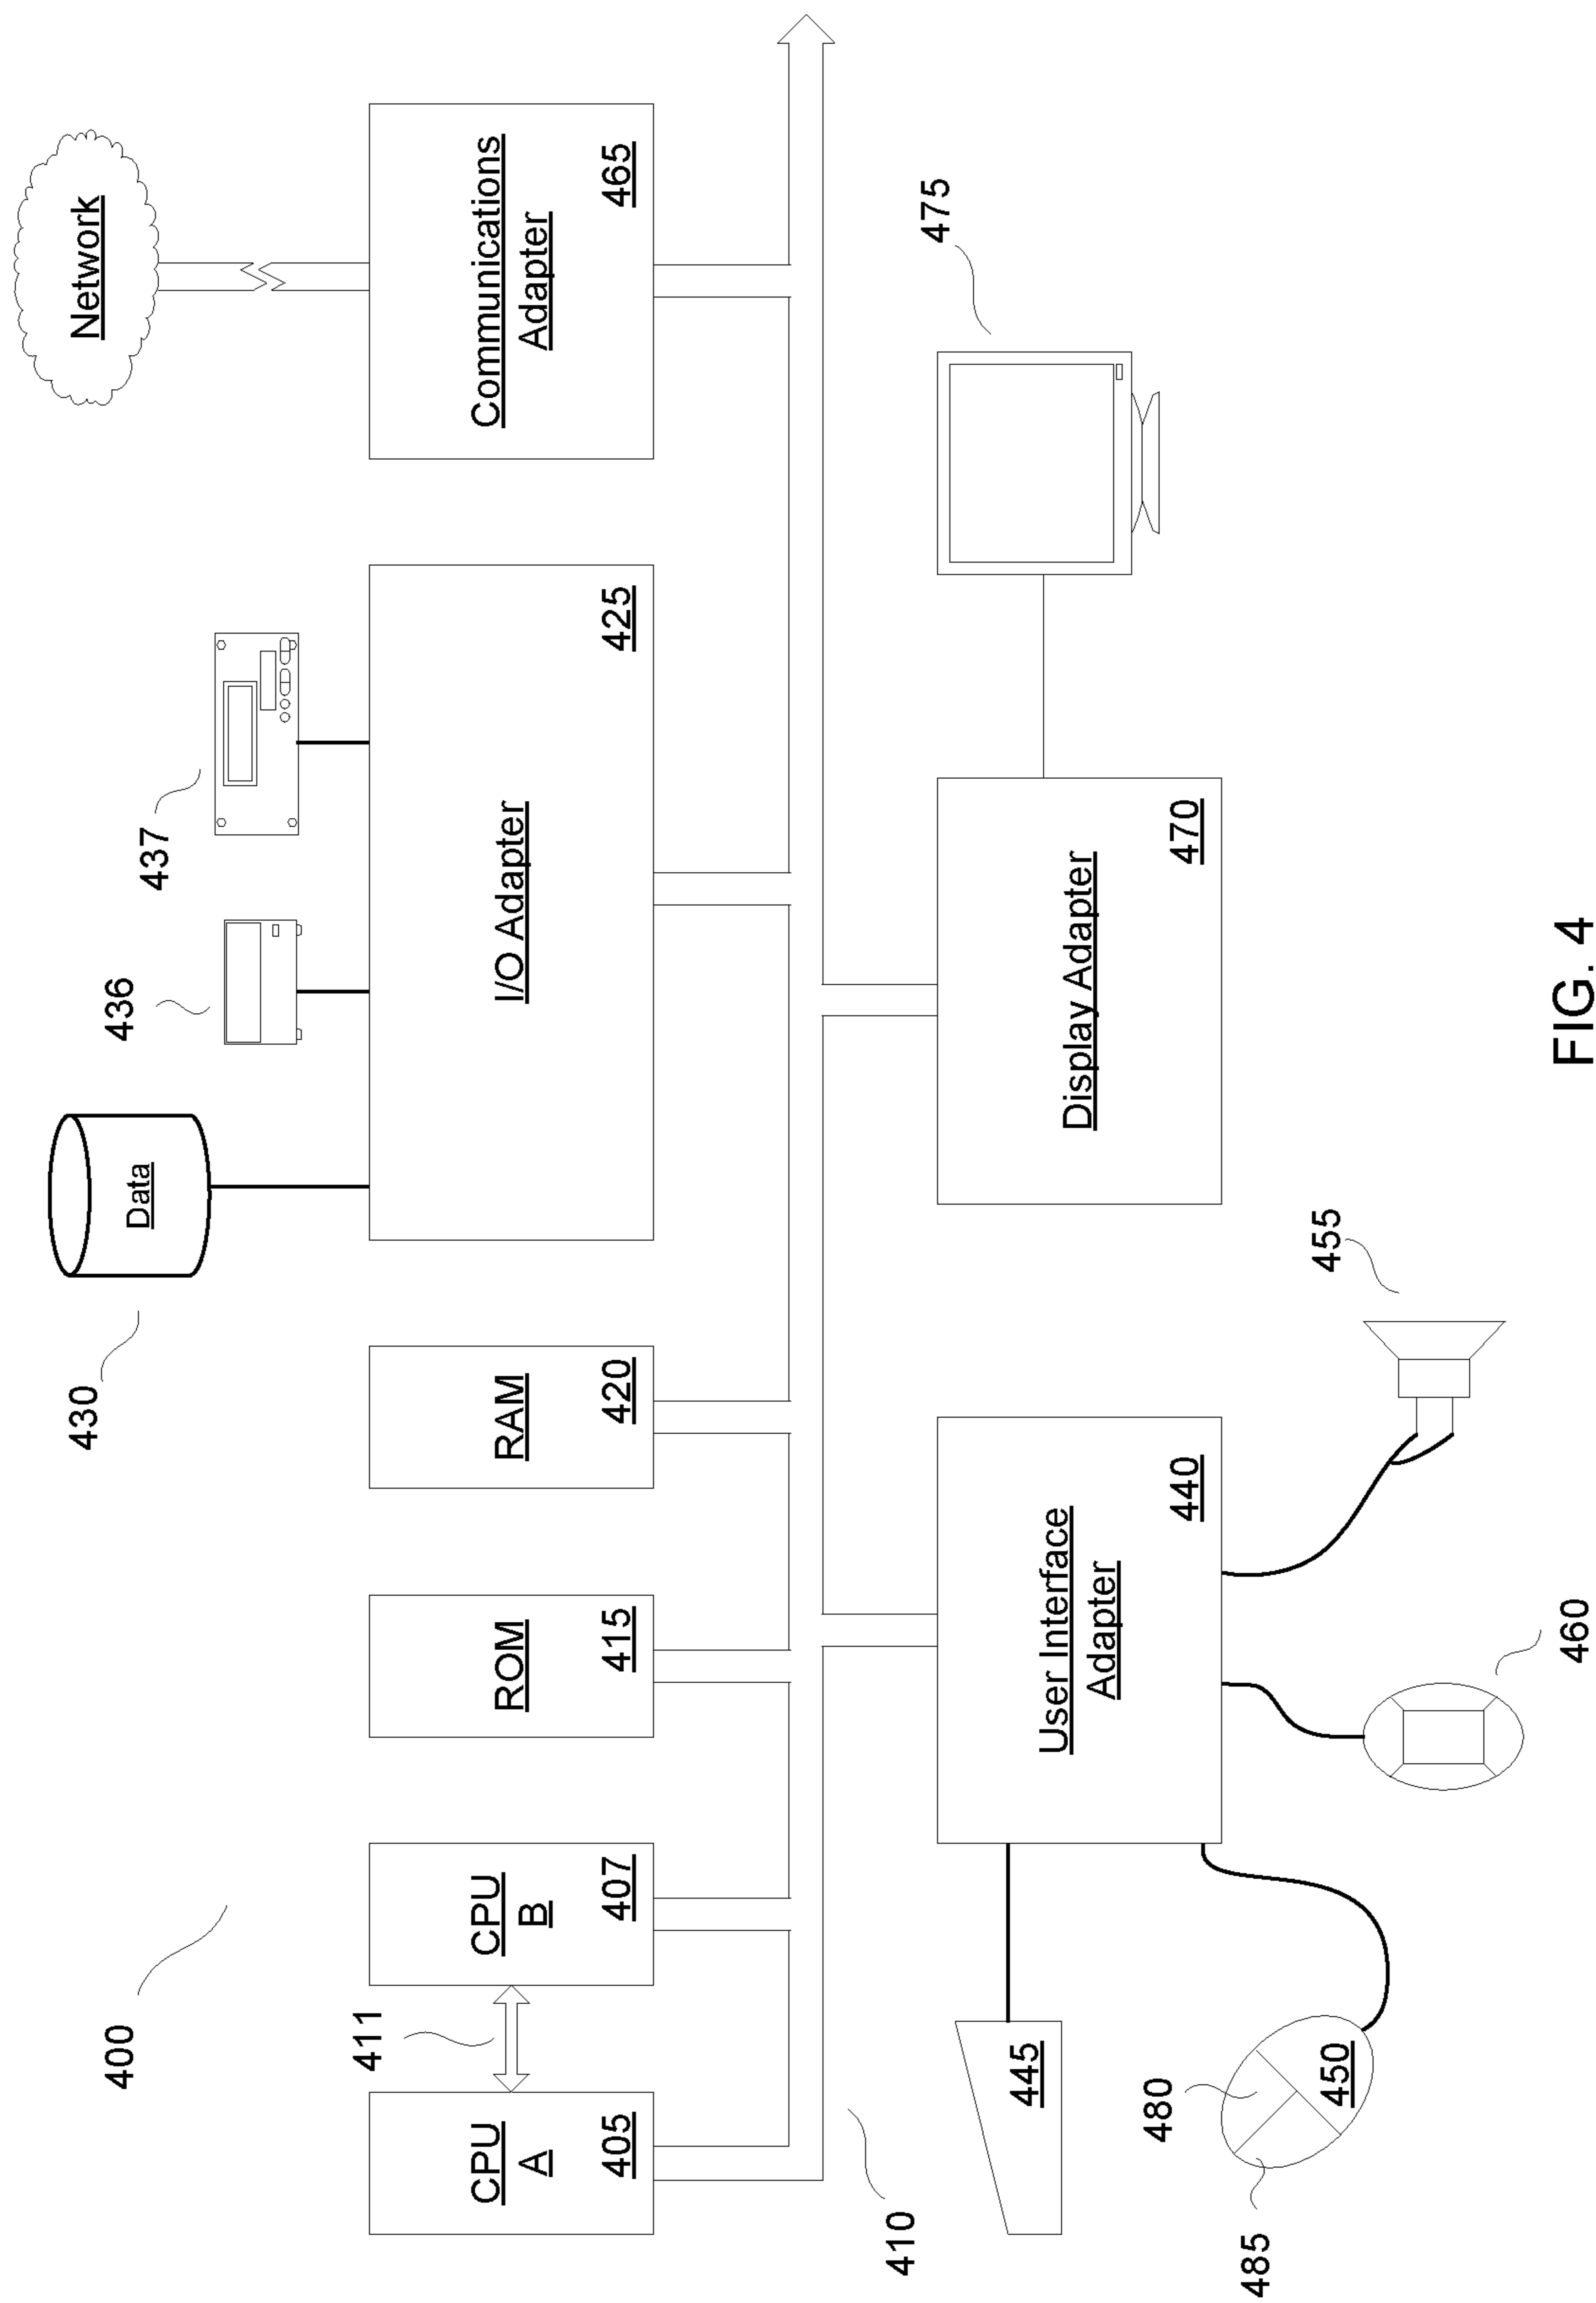 400
CPU
A
405
411
CPU
B
407
ROM
415
RAM
420
430
Data
436
437
I/O Adapter
425
Network
Communications
Adapter
465
410
445
480
485
450
User Interface
Adapter
440
460
455
Display Adapter
470
475
FIG. 4